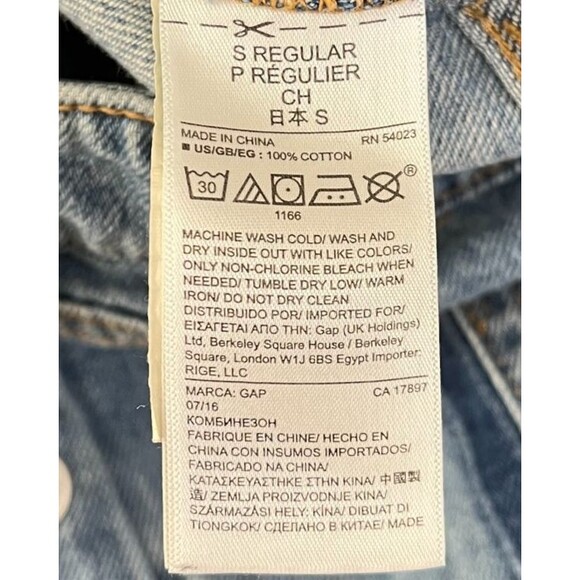 S REGULAR
P RÉGULIER
CH
日本 S
MADE IN CHINA RN 54023
■ US/GB/EG : 100% COTTON
30
®
1166
MACHINE WASH COLD/ WASH AND
DRY INSIDE OUT WITH LIKE COLORS/
ONLY NON-CHLORINE BLEACH WHEN
NEEDED/ TUMBLE DRY LOW/ WARM
IRON/ DO NOT DRY CLEAN
DISTRIBUIDO POR/ IMPORTED FOR/
ΕΙΣΑΓΕΤΑΙ ΑΠΟ ΤΗΝ: Gap (UK Holdings)
Ltd, Berkeley Square House / Berkeley
Square, London W1J 6BS Egypt Importer:
RIGE, LLC
MARCA: GAP CA 17897
07/16
КОМБИНЕЗОН
FABRIQUE EN CHINE/ HECHO EN
CHINA CON INSUMOS IMPORTADOS/
FABRICADO NA CHINA/
ΚΑΤΑΣΚΕΥΑΣΤΗΚΕ ΣΤΗΝ ΚΙΝΑ/ 中國製
造/ ZEMLJA PROIZVODNJE KINA/
SZÁRMAZÁSI HELY: KÍNA/ DIBUAT DI
TIONGKOK/ СДЕЛАНО В КИТАЕ/ MADE